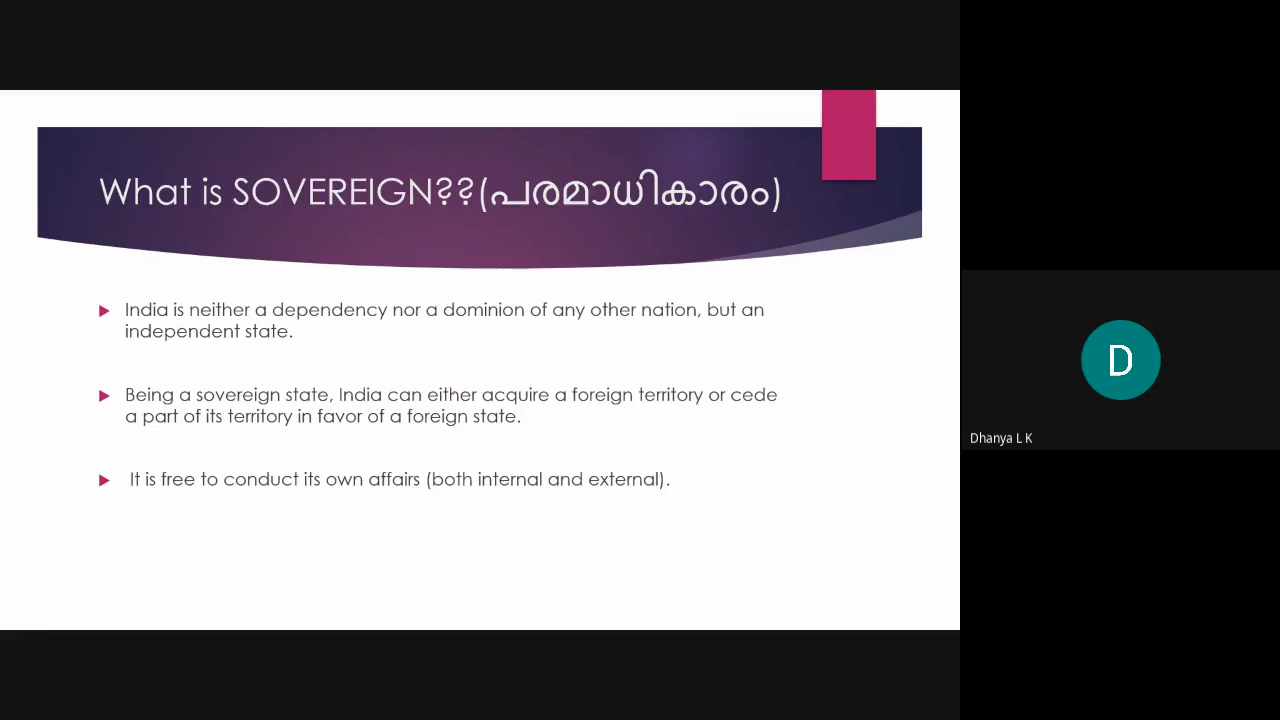 What is SOVEREIGN??(പരമാധികാരം)
India is neither a dependency nor a dominion of any other nation, but an
independent state.
Being a sovereign state, India can either acquire a foreign territory or cede
a part of its territory in favor of a foreign state.
It is free to conduct its own affairs (both internal and external).
D
Dhanya L K